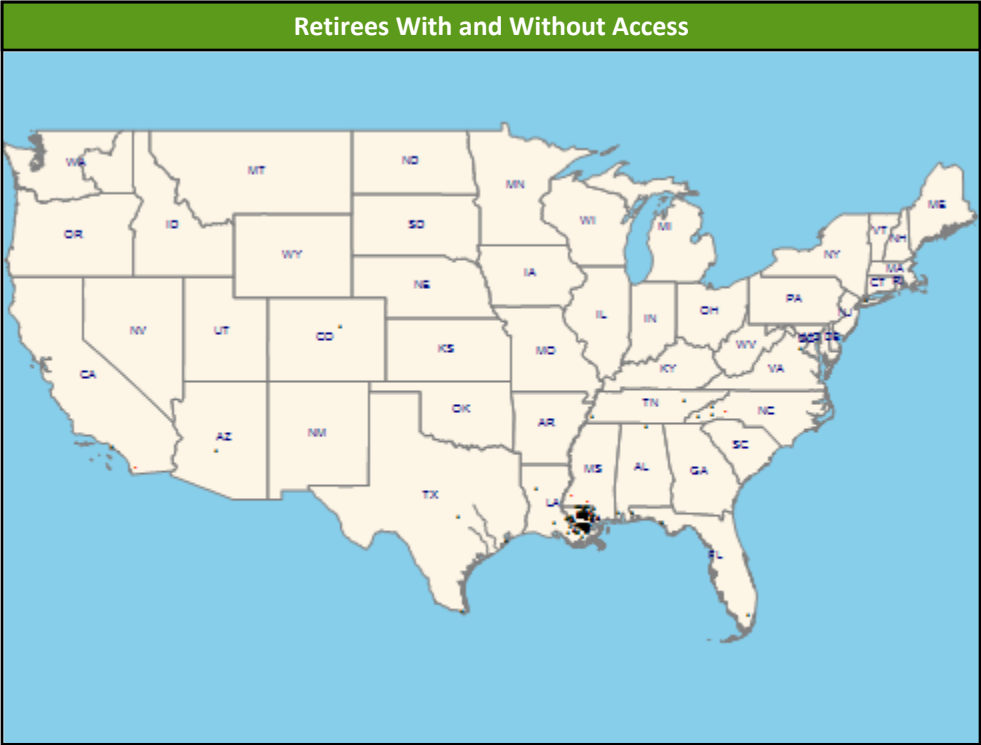 Retirees With and Without Access
WA
MT
ND
MN
ME
OR
ID
SD
WI
MI
VT
NH
WY
NY
MA
IA
CT
RI
NE
PA
NV
UT
CO
IL
IN
OH
NJ
CA
KS
MO
WV
KY
VA
AZ
NM
OK
AR
TN
NC
TX
MS
AL
GA
SC
LA
FL